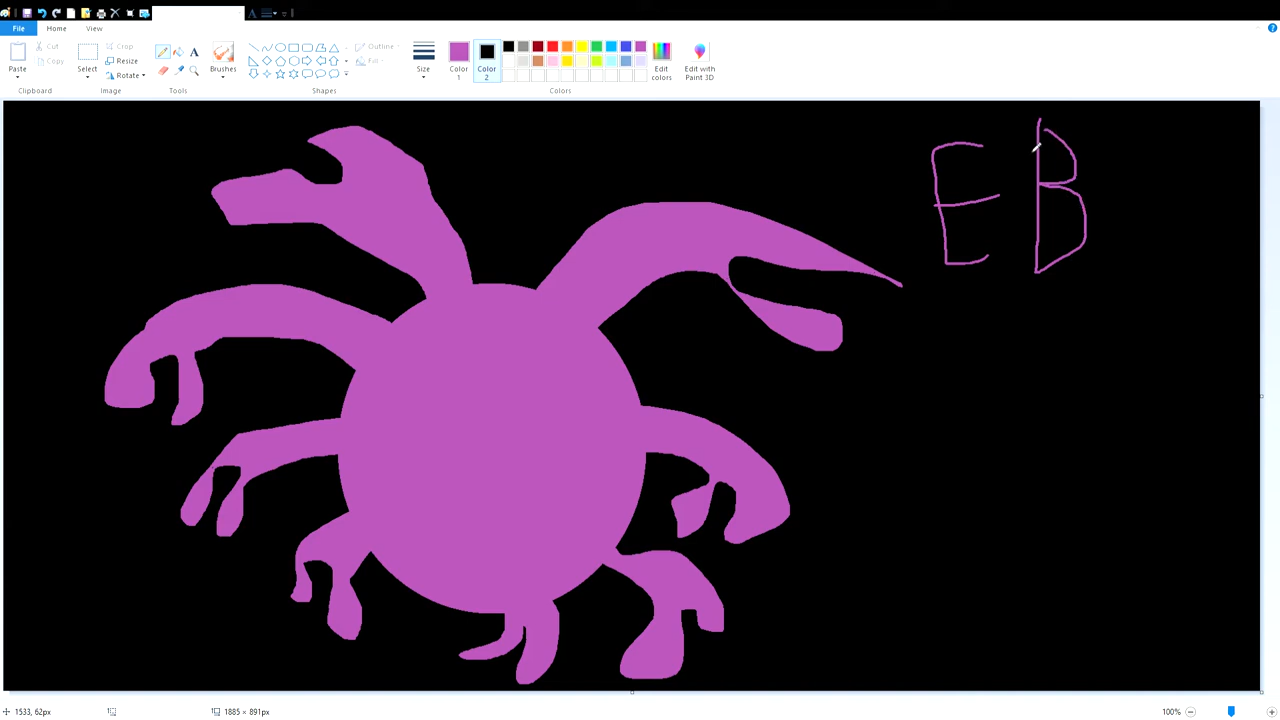 File Home View
Cut
Copy
Paste
Clipboard
Select
Crop
Resize
Rotate
Image
Tools
Brushes
Outline
Fill
Shapes
Size
Color 1
Color 2
Edit colors
Colors
Edit with Paint 3D
EB
1533, 62px
1885 × 891px
100%